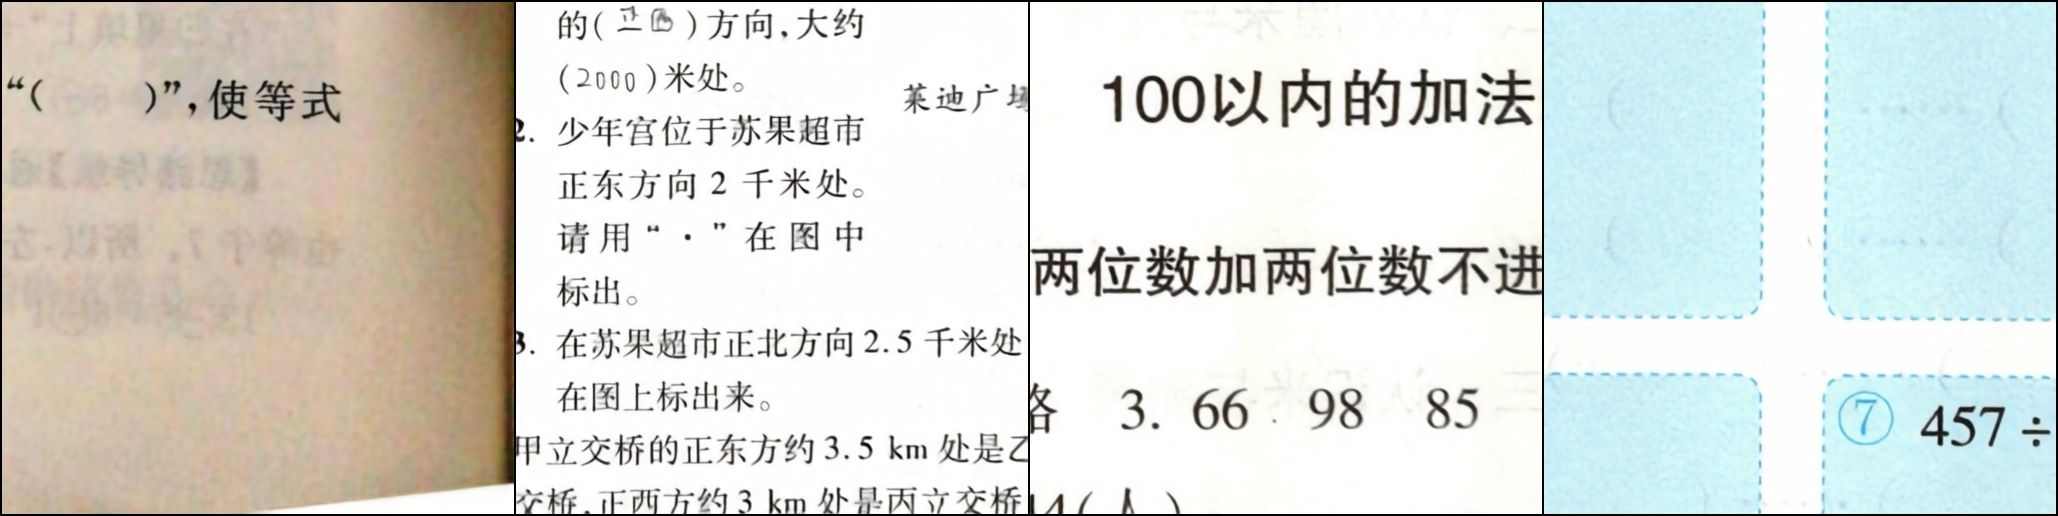 “(　　)”,使等式
的(正西)方向,大约
(2000)米处。
莱迪广场
2. 少年宫位于苏果超市
正东方向 2 千米处。
请用“·”在图中
标出。
3. 在苏果超市正北方向 2.5 千米处
在图上标出来。
甲立交桥的正东方约 3.5 km 处是乙
交桥,正西方约 3 km 处是丙立交桥
100以内的加法
两位数加两位数不进
略 3. 66 98 85
(人)
⑦ 457÷